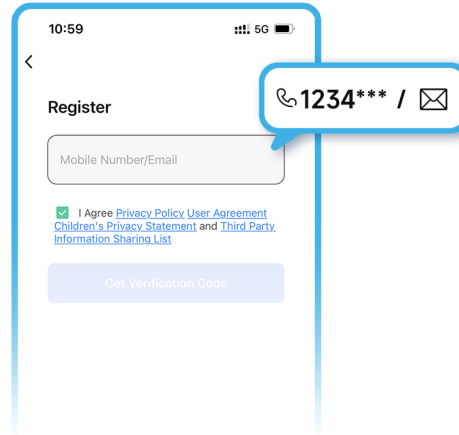 10:59
5G
Register
1234*** /
Mobile Number/Email
I Agree Privacy Policy User Agreement
Children's Privacy Statement and Third Party
Information Sharing List
Get Verification Code